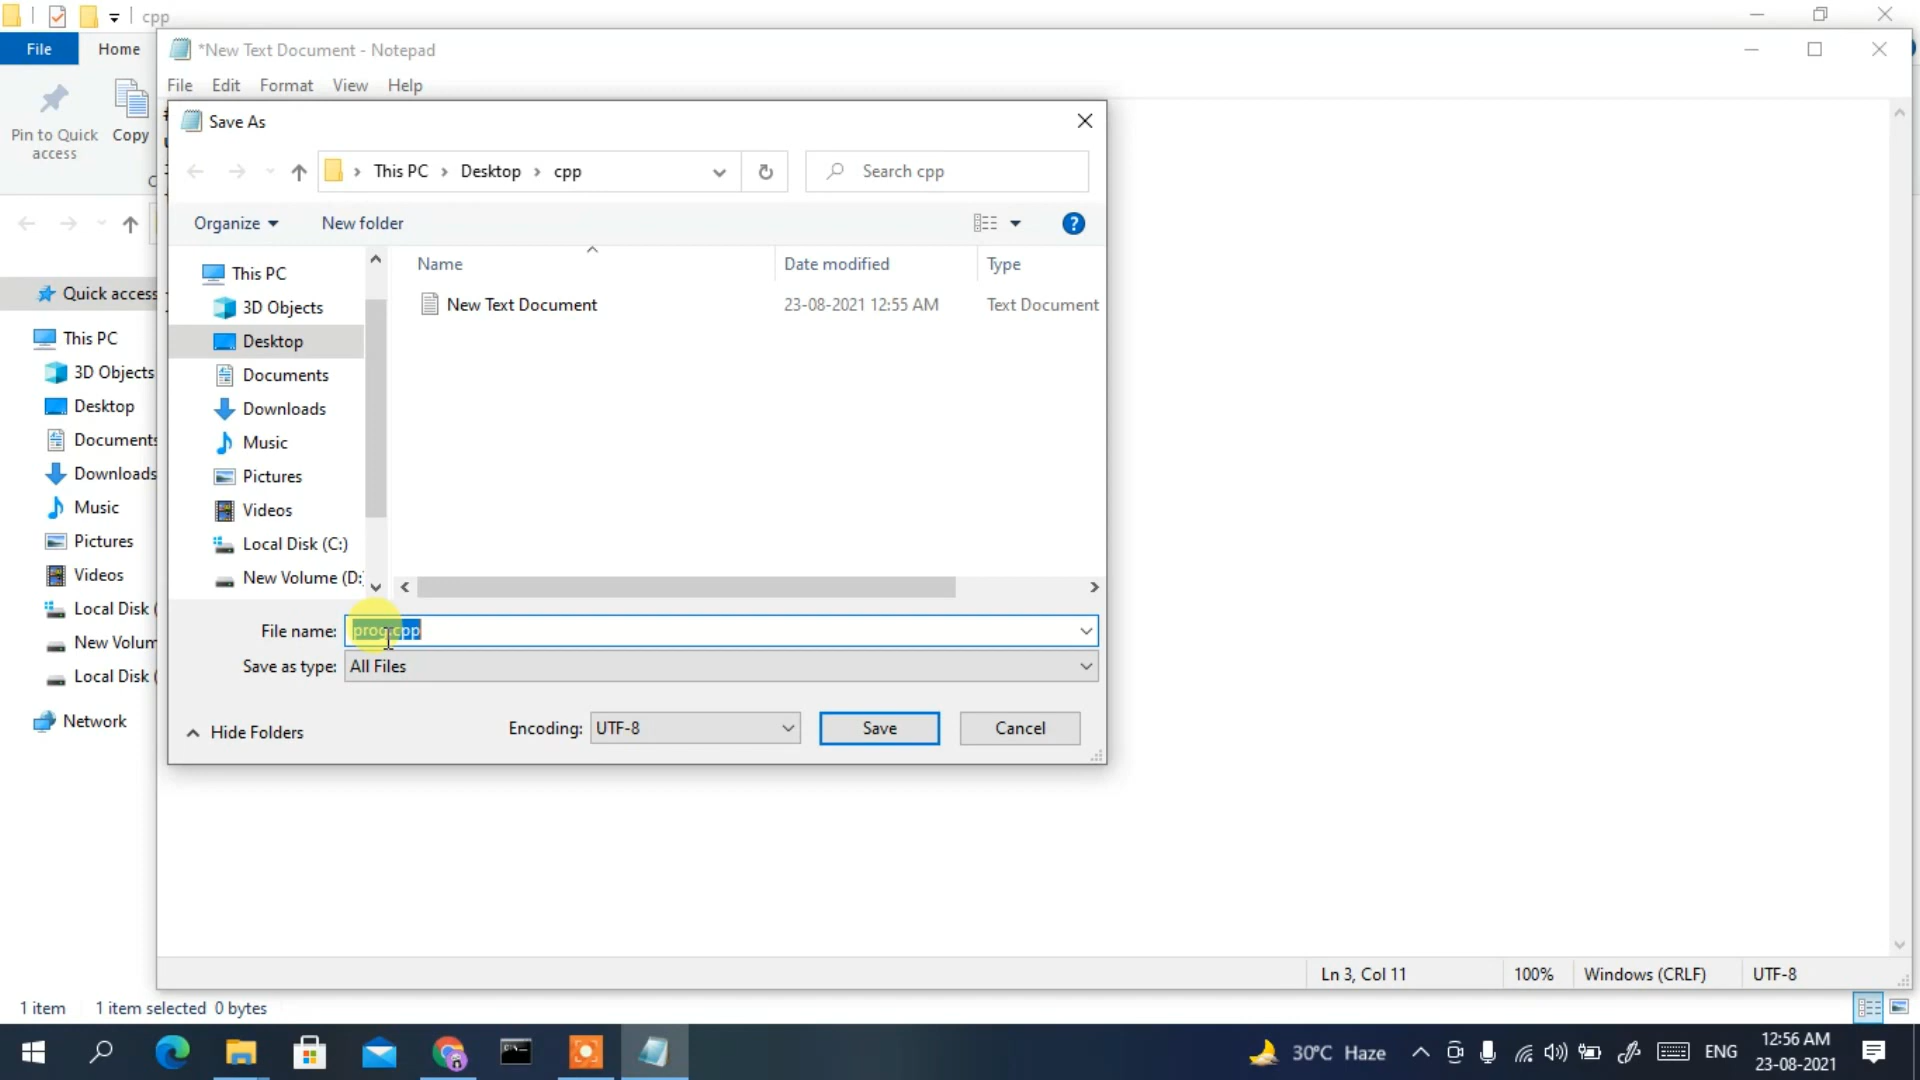 cpp
File
Home
*New Text Document - Notepad
File Edit Format View Help
Pin to Quick access
Copy
Save As
This PC > Desktop > cpp
Search cpp
Organize
New folder
Name
Date modified
Type
New Text Document
23-08-2021 12:55 AM
Text Document
This PC
3D Objects
Desktop
Documents
Downloads
Music
Pictures
Videos
Local Disk (C:)
New Volume (D:
Quick access
This PC
3D Objects
Desktop
Documents
Downloads
Music
Pictures
Videos
Local Disk (
New Volum
Local Disk (
Network
File name: prog.cpp
Save as type: All Files
Hide Folders
Encoding: UTF-8
Save
Cancel
Ln 3, Col 11
100%
Windows (CRLF)
UTF-8
1 item
1 item selected 0 bytes
30°C Haze
ENG
12:56 AM
23-08-2021